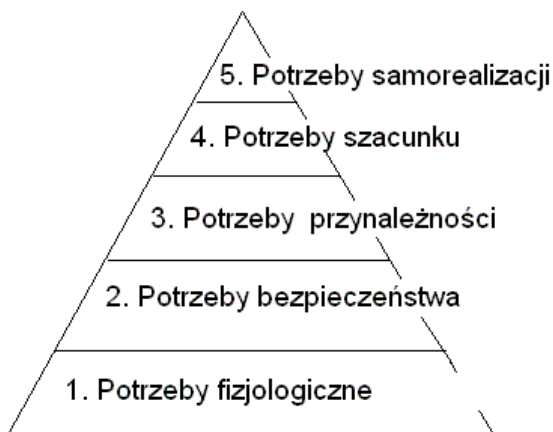 5. Potrzeby samorealizacji
4. Potrzeby szacunku
3. Potrzeby przynależności
2. Potrzeby bezpieczeństwa
1. Potrzeby fizjologiczne